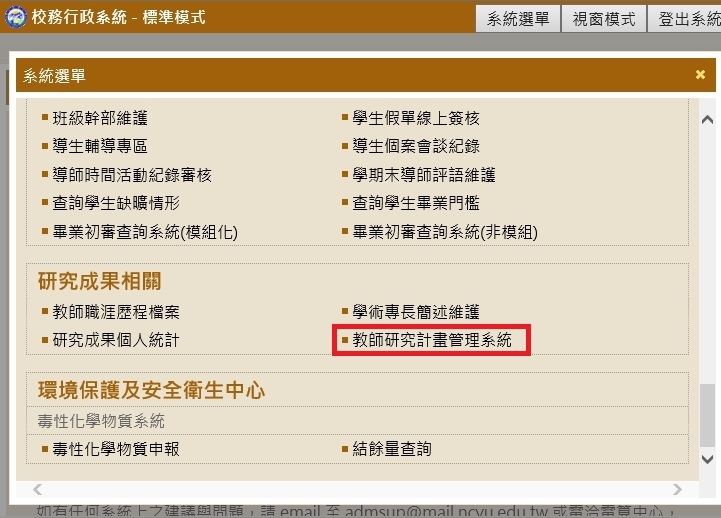 校務行政系統 - 標準模式
系統選單 視窗模式 登出系統
系統選單
班級幹部維護 學生假單線上簽核
導生輔導專區 導生個案會談紀錄
導師時間活動紀錄審核 學期末導師評語維護
查詢學生缺曠情形 查詢學生畢業門檻
畢業初審查詢系統(模組化) 畢業初審查詢系統(非模組)
研究成果相關
教師職涯歷程檔案 學術專長簡述維護
研究成果個人統計 教師研究計畫管理系統
環境保護及安全衛生中心
毒性化學物質系統
毒性化學物質申報 結餘量查詢
如有任何系統上之建議與問題，請 email 至 admsup@mail.ncyu.edu.tw 或電洽電算中心，